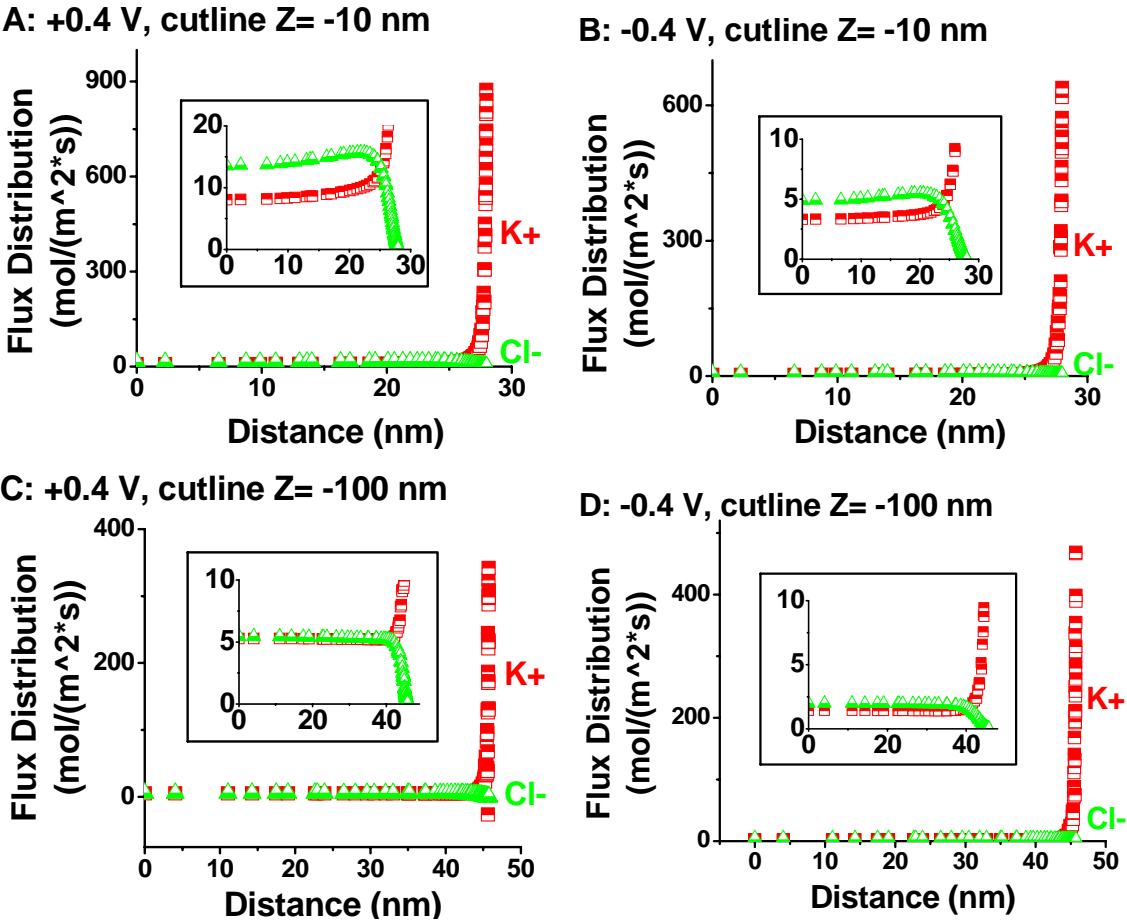 A: +0.4 V, cutline Z= -10 nm
Flux Distribution
(mol/(m^2*s))
900
600
300
0
0
10
20
30
20
10
0
0
10
20
30
K+
Cl-
Distance (nm)
B: -0.4 V, cutline Z= -10 nm
Flux Distribution
(mol/(m^2*s))
600
300
0
0
10
20
30
10
5
0
0
10
20
30
K+
Cl-
Distance (nm)
C: +0.4 V, cutline Z= -100 nm
Flux Distribution
(mol/(m^2*s))
400
200
0
0
10
20
30
40
50
10
5
0
0
20
40
K+
Cl-
Distance (nm)
D: -0.4 V, cutline Z= -100 nm
Flux Distribution
(mol/(m^2*s))
400
200
0
0
10
20
30
40
50
10
5
0
0
20
40
K+
Cl-
Distance (nm)